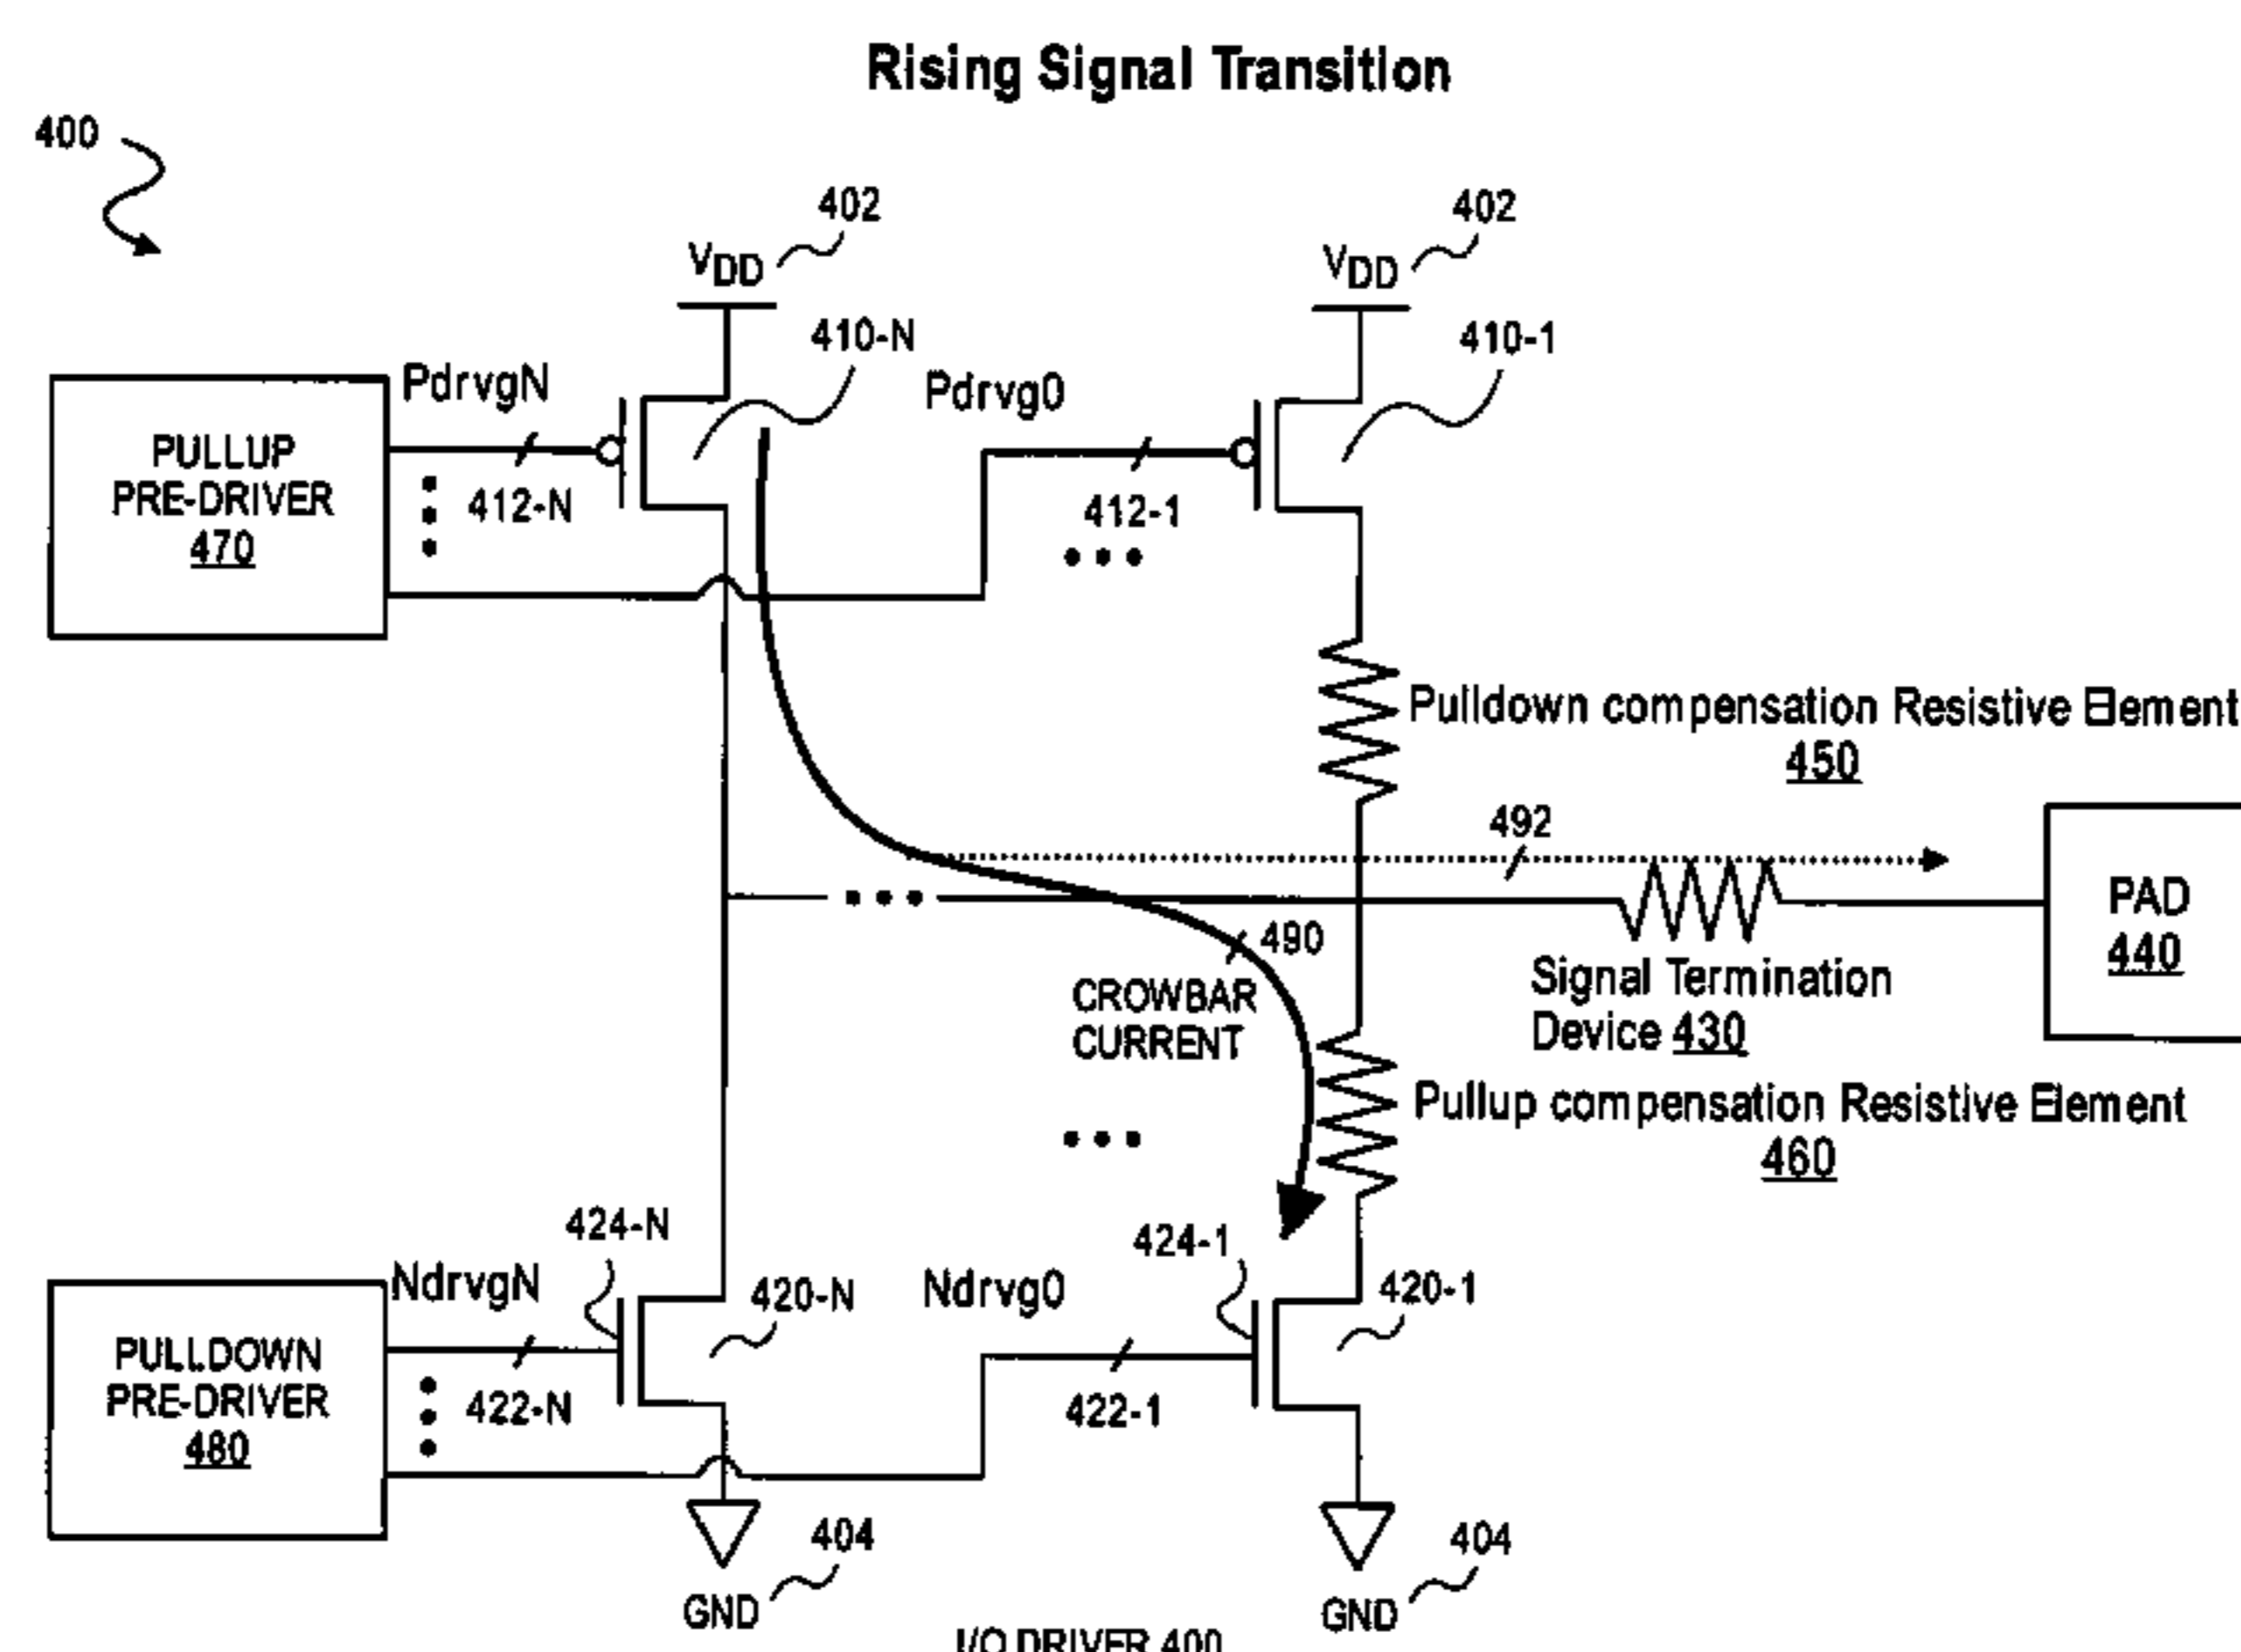 Rising Signal Transition
400
402
402
VDD
VDD
410-N
410-1
PdrvgN
Pdrvg0
PULLUP
PRE-DRIVER
470
412-N
412-1
Pulldown compensation Resistive Element
450
492
PAD
440
490
CROWBAR
CURRENT
Signal Termination
Device 430
Pullup compensation Resistive Element
460
424-N
424-1
NdrvgN
420-N
Ndrvg0
420-1
PULLDOWN
PRE-DRIVER
480
422-N
422-1
404
404
GND
GND
I/O DRIVER 400